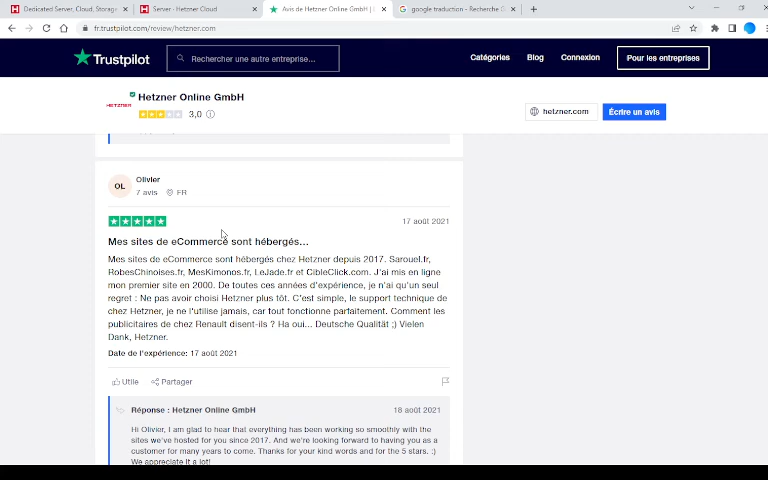 Dedicated Server, Cloud, Storage
Server · Hetzner Cloud
Avis de Hetzner Online GmbH | L
google traduction - Recherche G
fr.trustpilot.com/review/hetzner.com
Trustpilot
Rechercher une autre entreprise...
Catégories
Blog
Connexion
Pour les entreprises
HETZNER
Hetzner Online GmbH
3,0
hetzner.com
Écrire un avis
OL
Olivier
7 avis
FR
17 août 2021
Mes sites de eCommerce sont hébergés...
Mes sites de eCommerce sont hébergés chez Hetzner depuis 2017. Sarouel.fr,
RobesChinoises.fr, MesKimonos.fr, LeJade.fr et CibleClick.com. J'ai mis en ligne
mon premier site en 2000. De toutes ces années d'expérience, je n'ai qu'un seul
regret : Ne pas avoir choisi Hetzner plus tôt. C'est simple, le support technique de
chez Hetzner, je ne l'utilise jamais, car tout fonctionne parfaitement. Comment les
publicitaires de chez Renault disent-ils ? Ha oui... Deutsche Qualität ;) Vielen
Dank, Hetzner.
Date de l'expérience: 17 août 2021
Utile
Partager
Réponse : Hetzner Online GmbH
18 août 2021
Hi Olivier, I am glad to hear that everything has been working so smoothly with the
sites we've hosted for you since 2017. And we're looking forward to having you as a
customer for many years to come. Thanks for your kind words and for the 5 stars. :)
We appreciate it a lot!